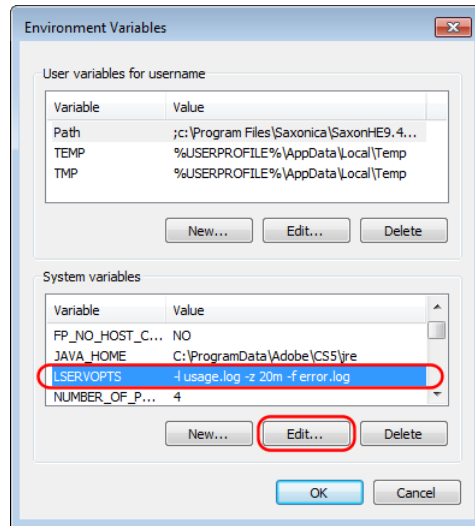 Environment Variables
User variables for username
Variable Value
Path ;c:\Program Files\Saxonica\SaxonHE9.4...
TEMP %USERPROFILE%\AppData\Local\Temp
TMP %USERPROFILE%\AppData\Local\Temp
New... Edit... Delete
System variables
Variable Value
FP_NO_HOST_C... NO
JAVA_HOME C:\ProgramData\Adobe\CS5\jre
LSERVOPTS -l usage.log -z 20m -f error.log
NUMBER_OF_P... 4
New... Edit... Delete
OK Cancel